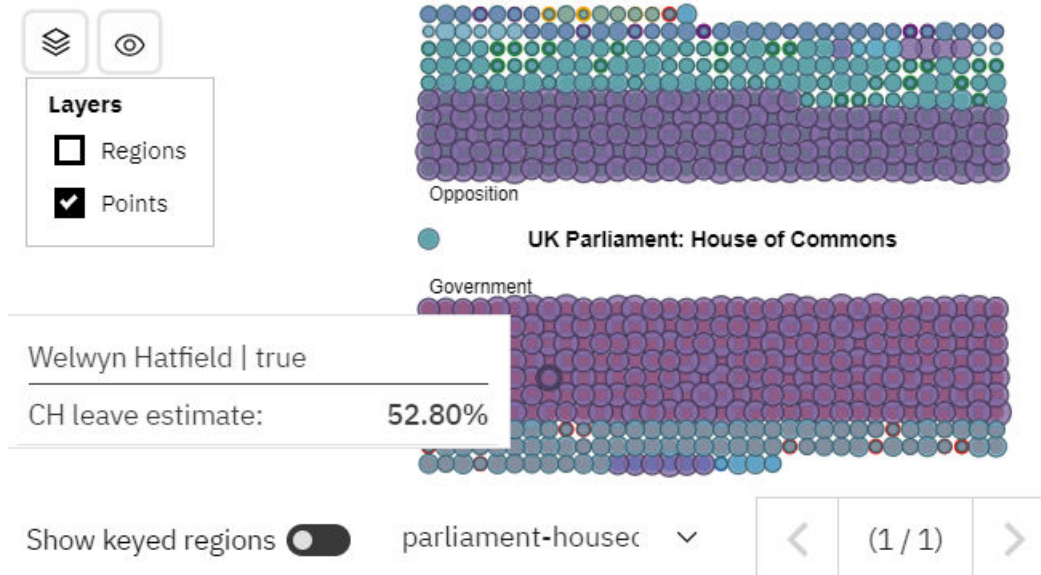 Layers
Regions
Points
Opposition
UK Parliament: House of Commons
Government
Welwyn Hatfield | true
CH leave estimate: 52.80%
Show keyed regions
parliament-housec
(1 / 1)